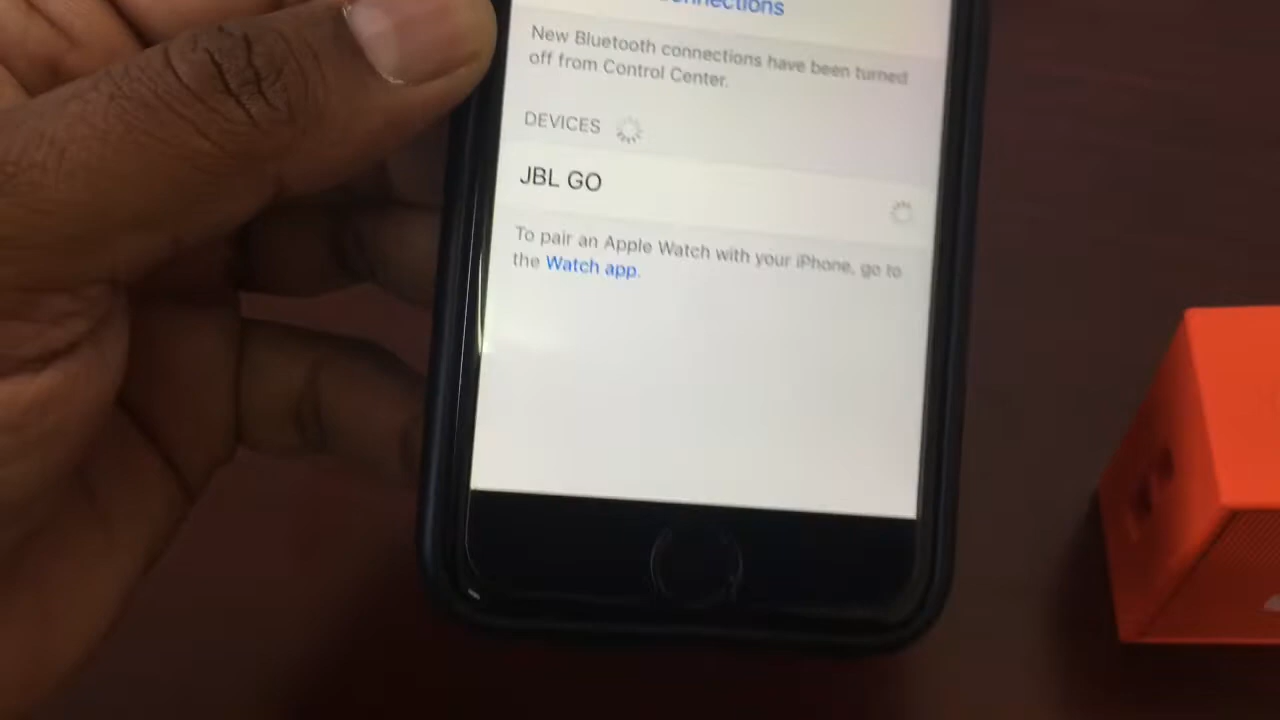 New Bluetooth connections have been turned
off from Control Center.
DEVICES
JBL GO
To pair an Apple Watch with your iPhone, go to
the Watch app.